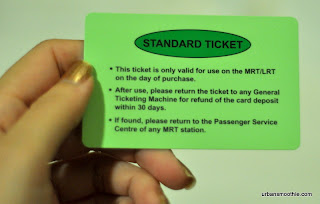 STANDARD TICKET
• This ticket is only valid for use on the MRT/LRT
on the day of purchase.
• After use, please return the ticket to any General
Ticketing Machine for refund of the card deposit
within 30 days.
• If found, please return to the Passenger Service
Centre of any MRT station.
urbansmoothie.com